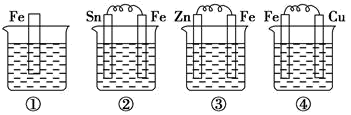 Fe Sn Fe Zn Fe Fe Cu
① ② ③ ④